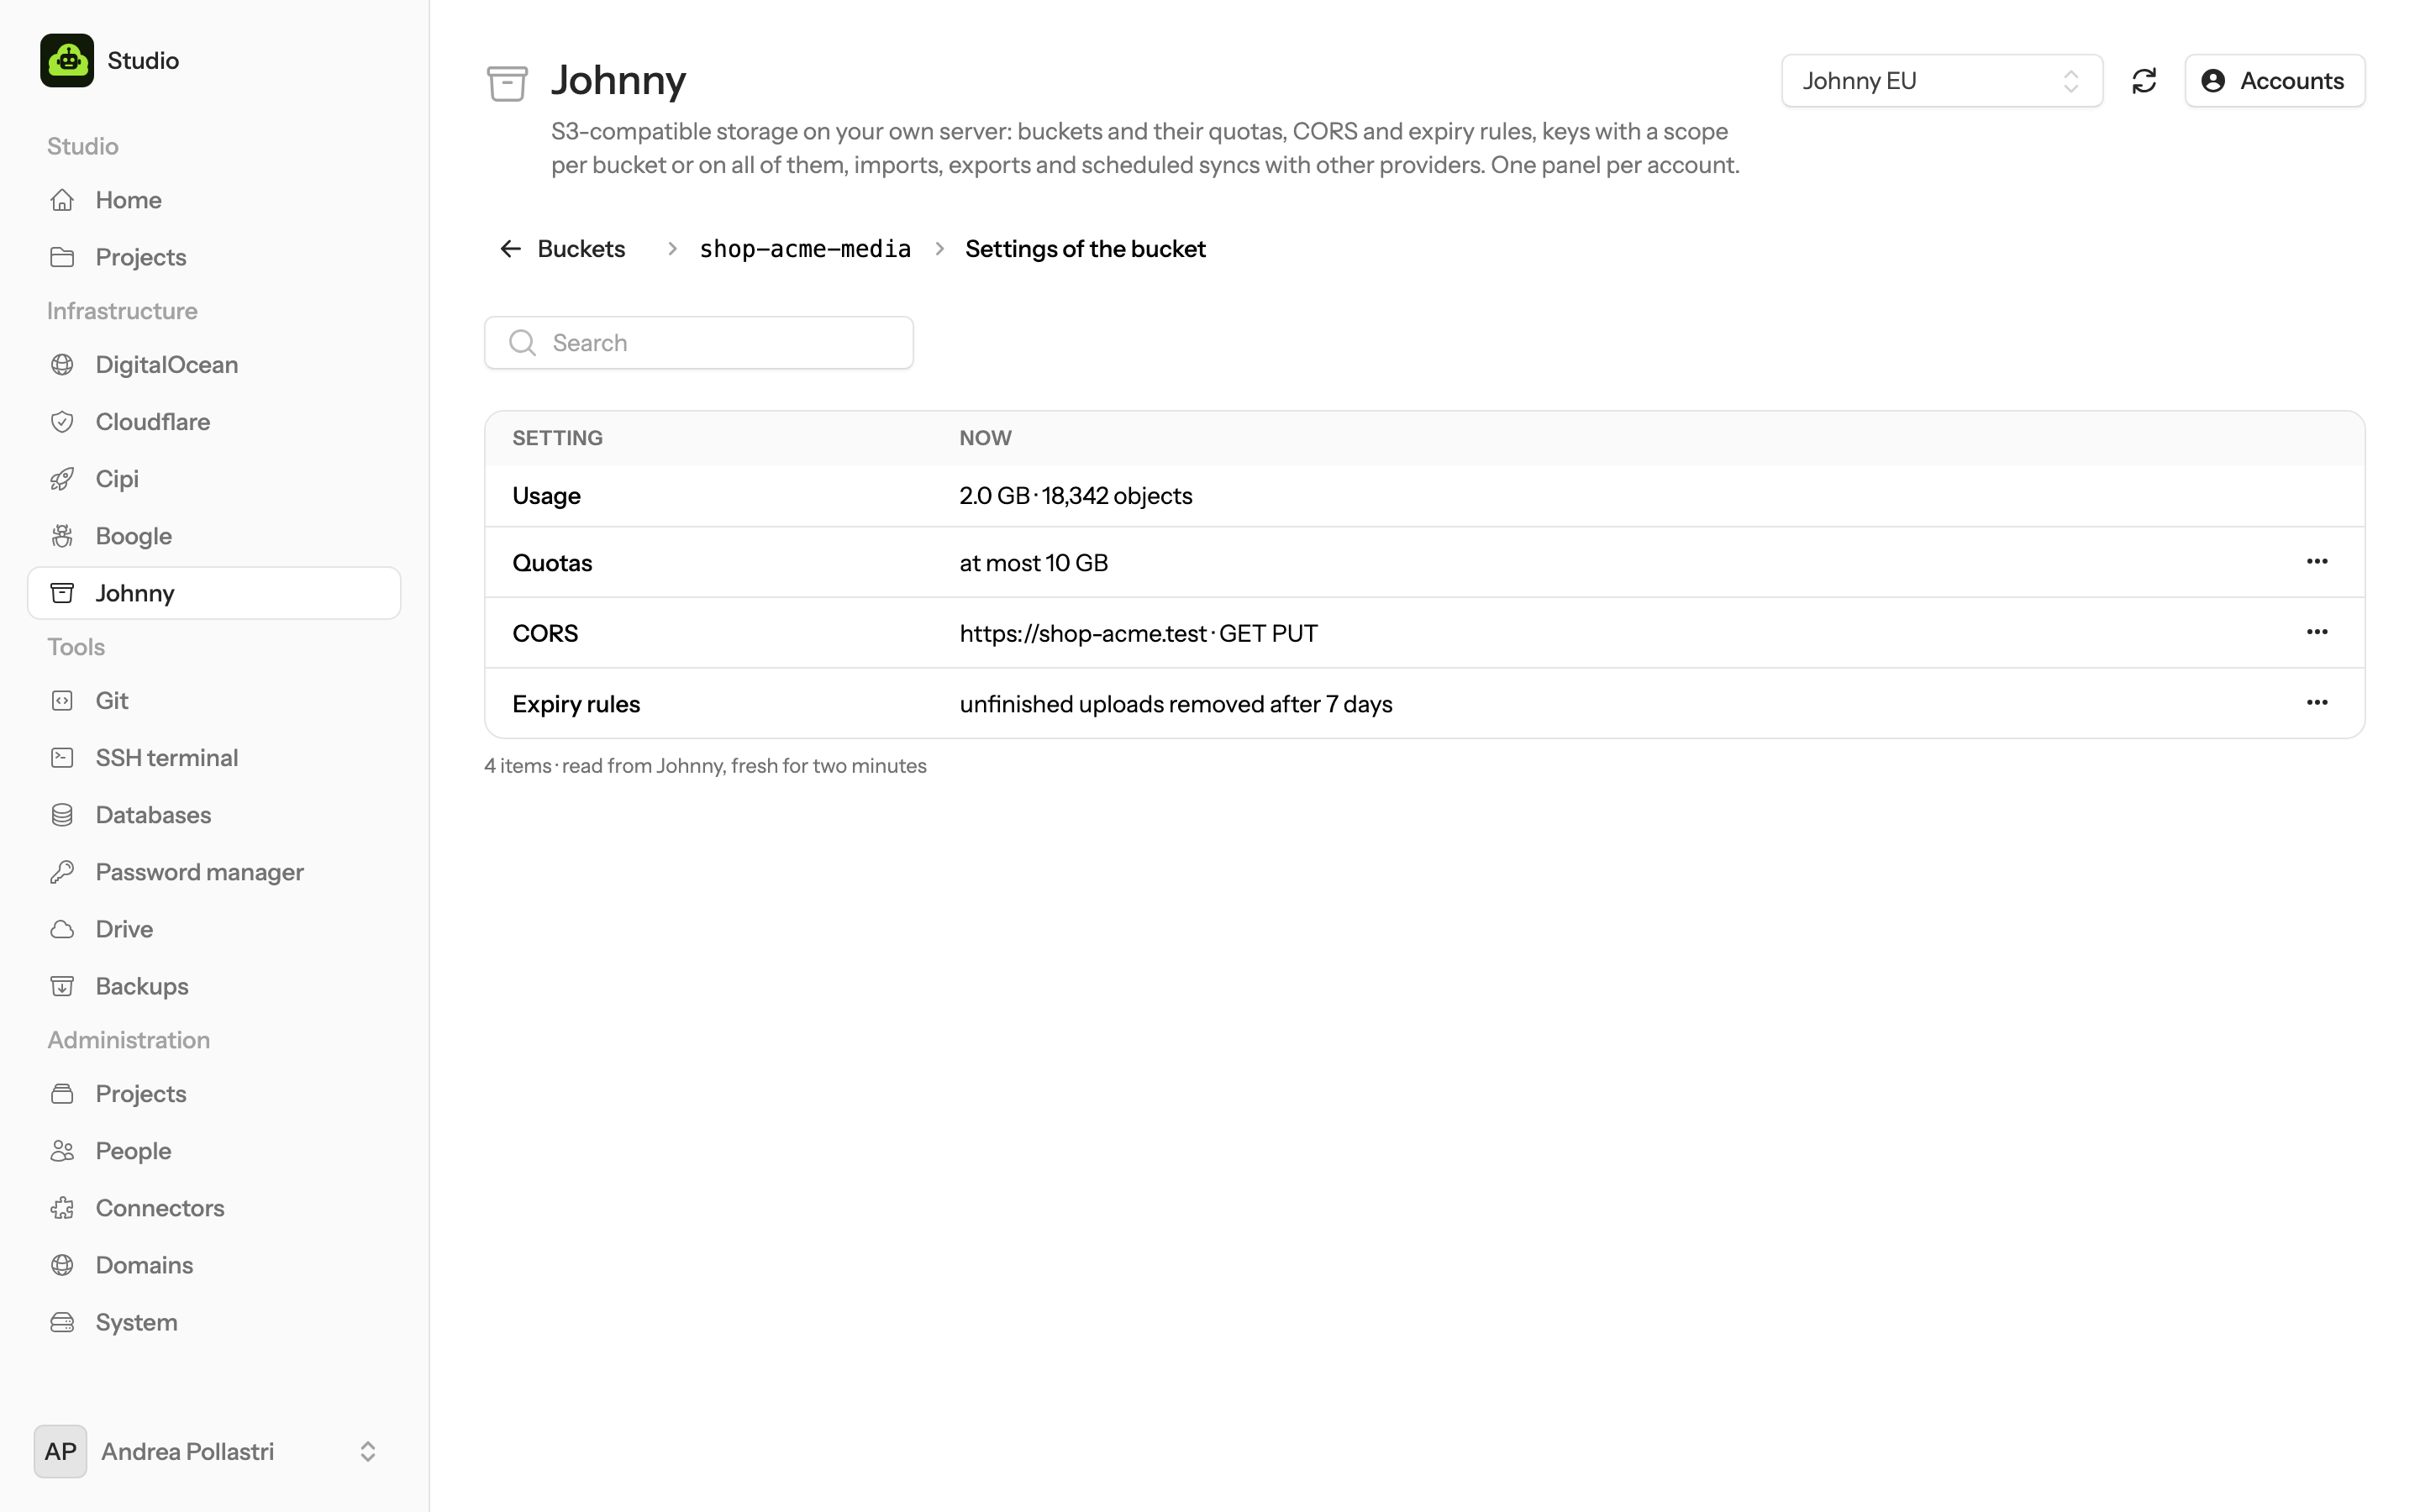 Studio
Studio
Home
Projects
Infrastructure
DigitalOcean
Cloudflare
Cipi
Boogle
Johnny
Tools
Git
SSH terminal
Databases
Password manager
Drive
Backups
Administration
Projects
People
Connectors
Domains
System
AP Andrea Pollastri
Johnny
S3-compatible storage on your own server: buckets and their quotas, CORS and expiry rules, keys with a scope
per bucket or on all of them, imports, exports and scheduled syncs with other providers. One panel per account.
Johnny EU
Accounts
Buckets shop-acme-media Settings of the bucket
Search
SETTING NOW
Usage 2.0 GB · 18,342 objects
Quotas at most 10 GB
CORS https://shop-acme.test · GET PUT
Expiry rules unfinished uploads removed after 7 days
4 items · read from Johnny, fresh for two minutes